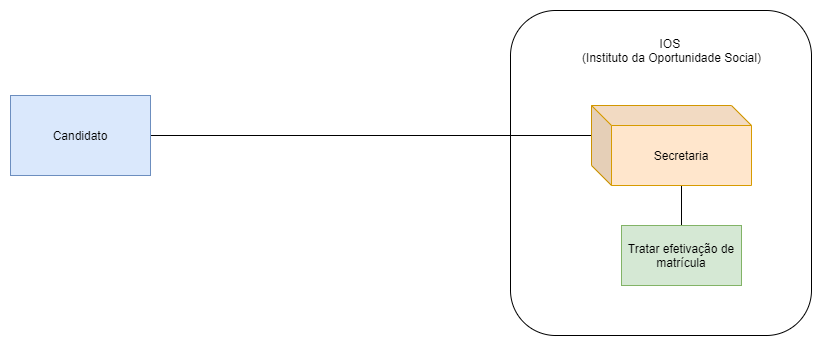 IOS
(Instituto da Oportunidade Social)
Candidato
Secretaria
Tratar efetivação de
matrícula